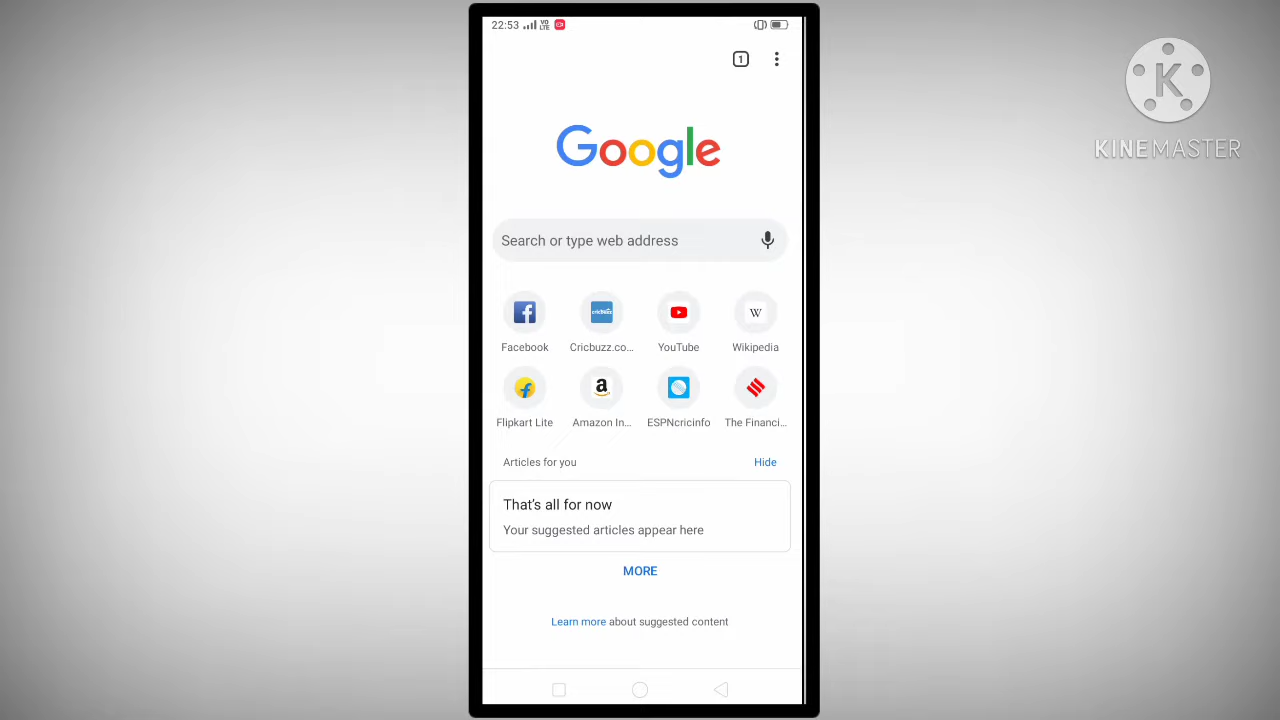 22:53 VO LTE
1
K
KINEMASTER
Google
Search or type web address
Facebook Cricbuzz.co... YouTube Wikipedia
Flipkart Lite Amazon In... ESPNcricinfo The Financi...
Articles for you Hide
That's all for now
Your suggested articles appear here
MORE
Learn more about suggested content